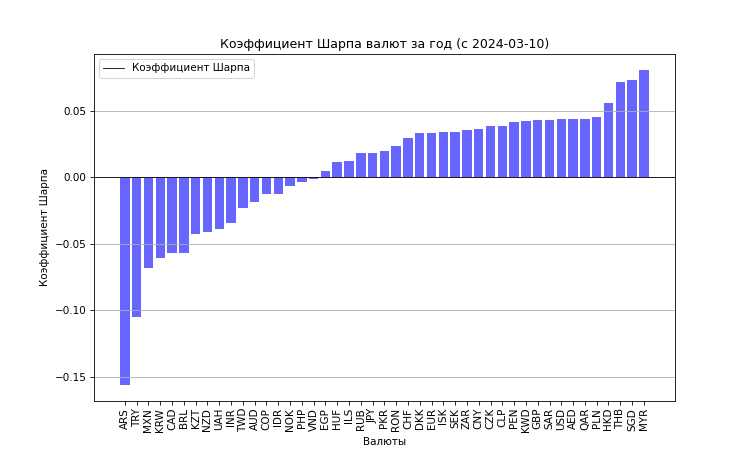 Коэффициент Шарпа валют за год (с 2024-03-10)
Коэффициент Шарпа
0.05
0.00
−0.05
−0.10
−0.15
Коэффициент Шарпа
ARS TRY MXN KRW CAD BRL KZT NZD UAH INR TWD AUD COP IDR NOK PHP VND EGP HUF ILS RUB JPY PKR RON CHF DKK EUR ISK SEK ZAR CNY CZK CLP PEN KWD GBP SAR USD AED QAR PLN HKD THB SGD MYR
Валюты